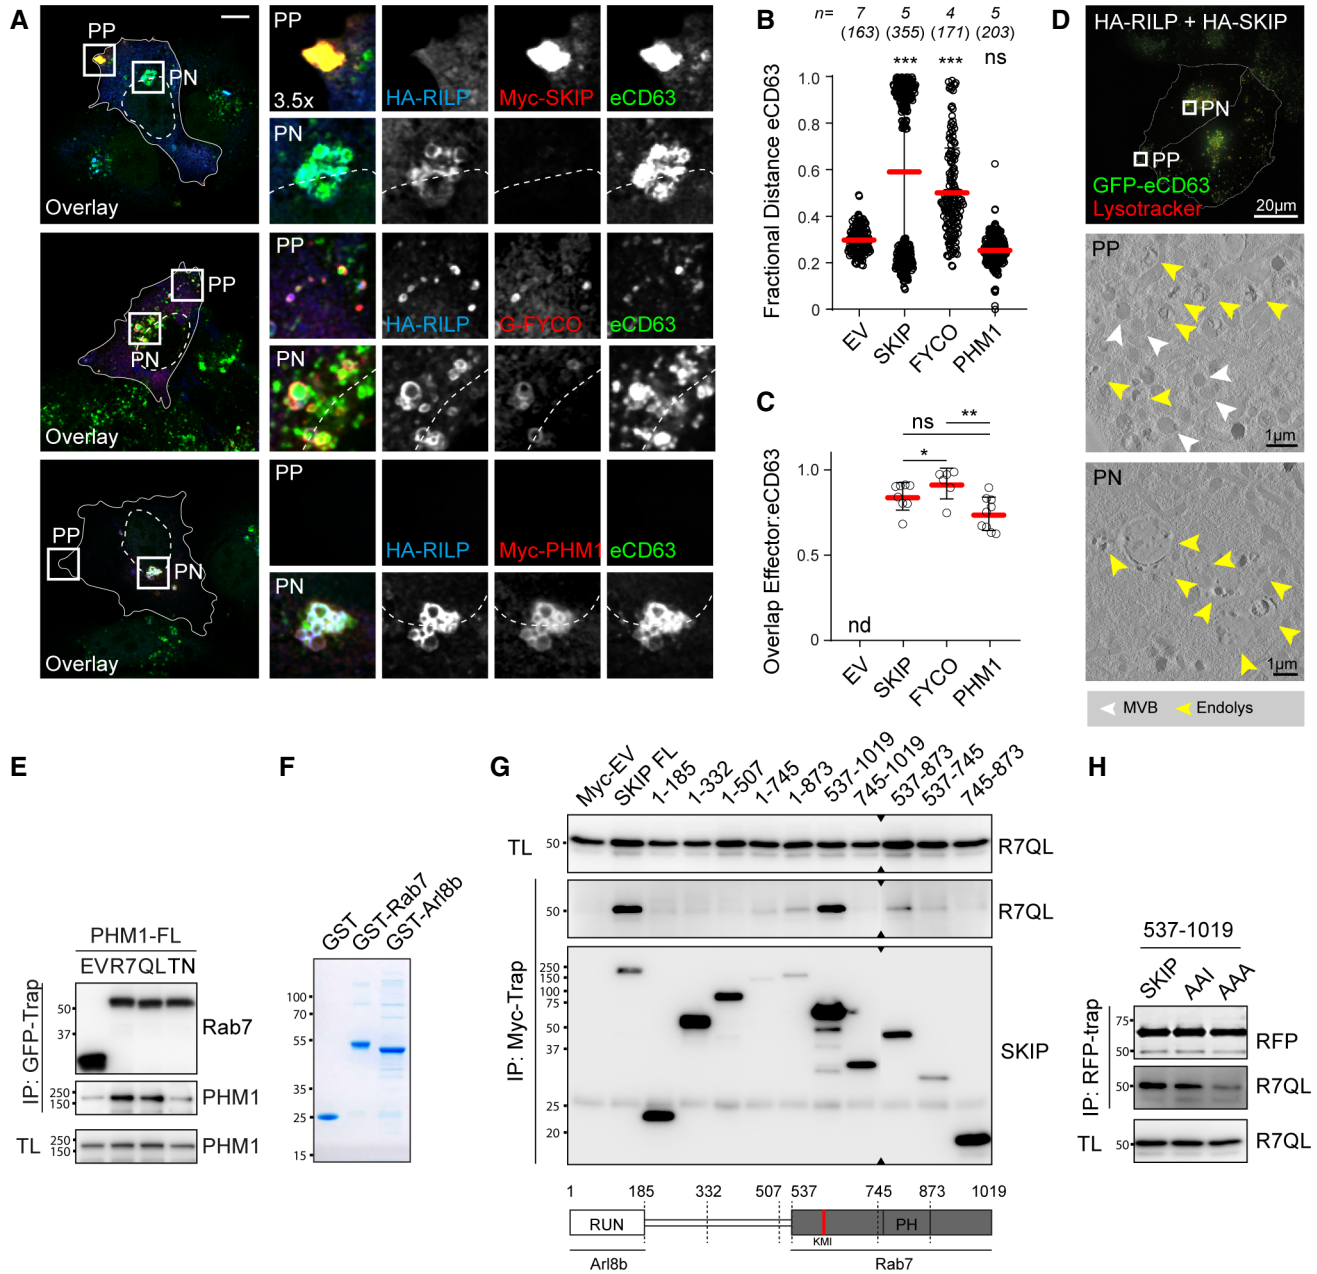 A
PP
PN
Overlay
PP
3.5x
HA-RILP
Myc-SKIP
eCD63
PN
PP
PN
Overlay
PP
HA-RILP
G-FYCO
eCD63
PN
PP
PN
Overlay
PP
HA-RILP
Myc-PHM1
eCD63
PN
B
n= 7 5 4 5
(163) (355) (171) (203)
*** *** ns
Fractional Distance eCD63
1.0
0.8
0.6
0.4
0.2
0
EV SKIP FYCO PHM1
C
Overlap Effector:eCD63
ns **
*
1.0
0.5
0
nd
EV SKIP FYCO PHM1
D
HA-RILP + HA-SKIP
PN
PP
GFP-eCD63
Lysotracker
20µm
PP
1µm
PN
1µm
MVB Endolys
E
PHM1-FL
EV R7 QL TN
IP: GFP-Trap
50
37
Rab7
250
150
PHM1
TL
250
150
PHM1
F
GST GST-Rab7 GST-Arl8b
100
70
55
35
25
15
G
Myc-EV SKIP FL 1-185 1-332 1-507 1-745 1-873 537-1019 745-1019 537-873 537-745 745-873
TL 50 R7QL
IP: Myc-Trap
50 R7QL
250
150
100
75
50
37
25
20
SKIP
1 185 332 507 537 745 873 1019
RUN PH
KMI
Arl8b Rab7
H
537-1019
SKIP AAI AAA
IP: RFP-trap
75
50
RFP
50 R7QL
TL 50 R7QL